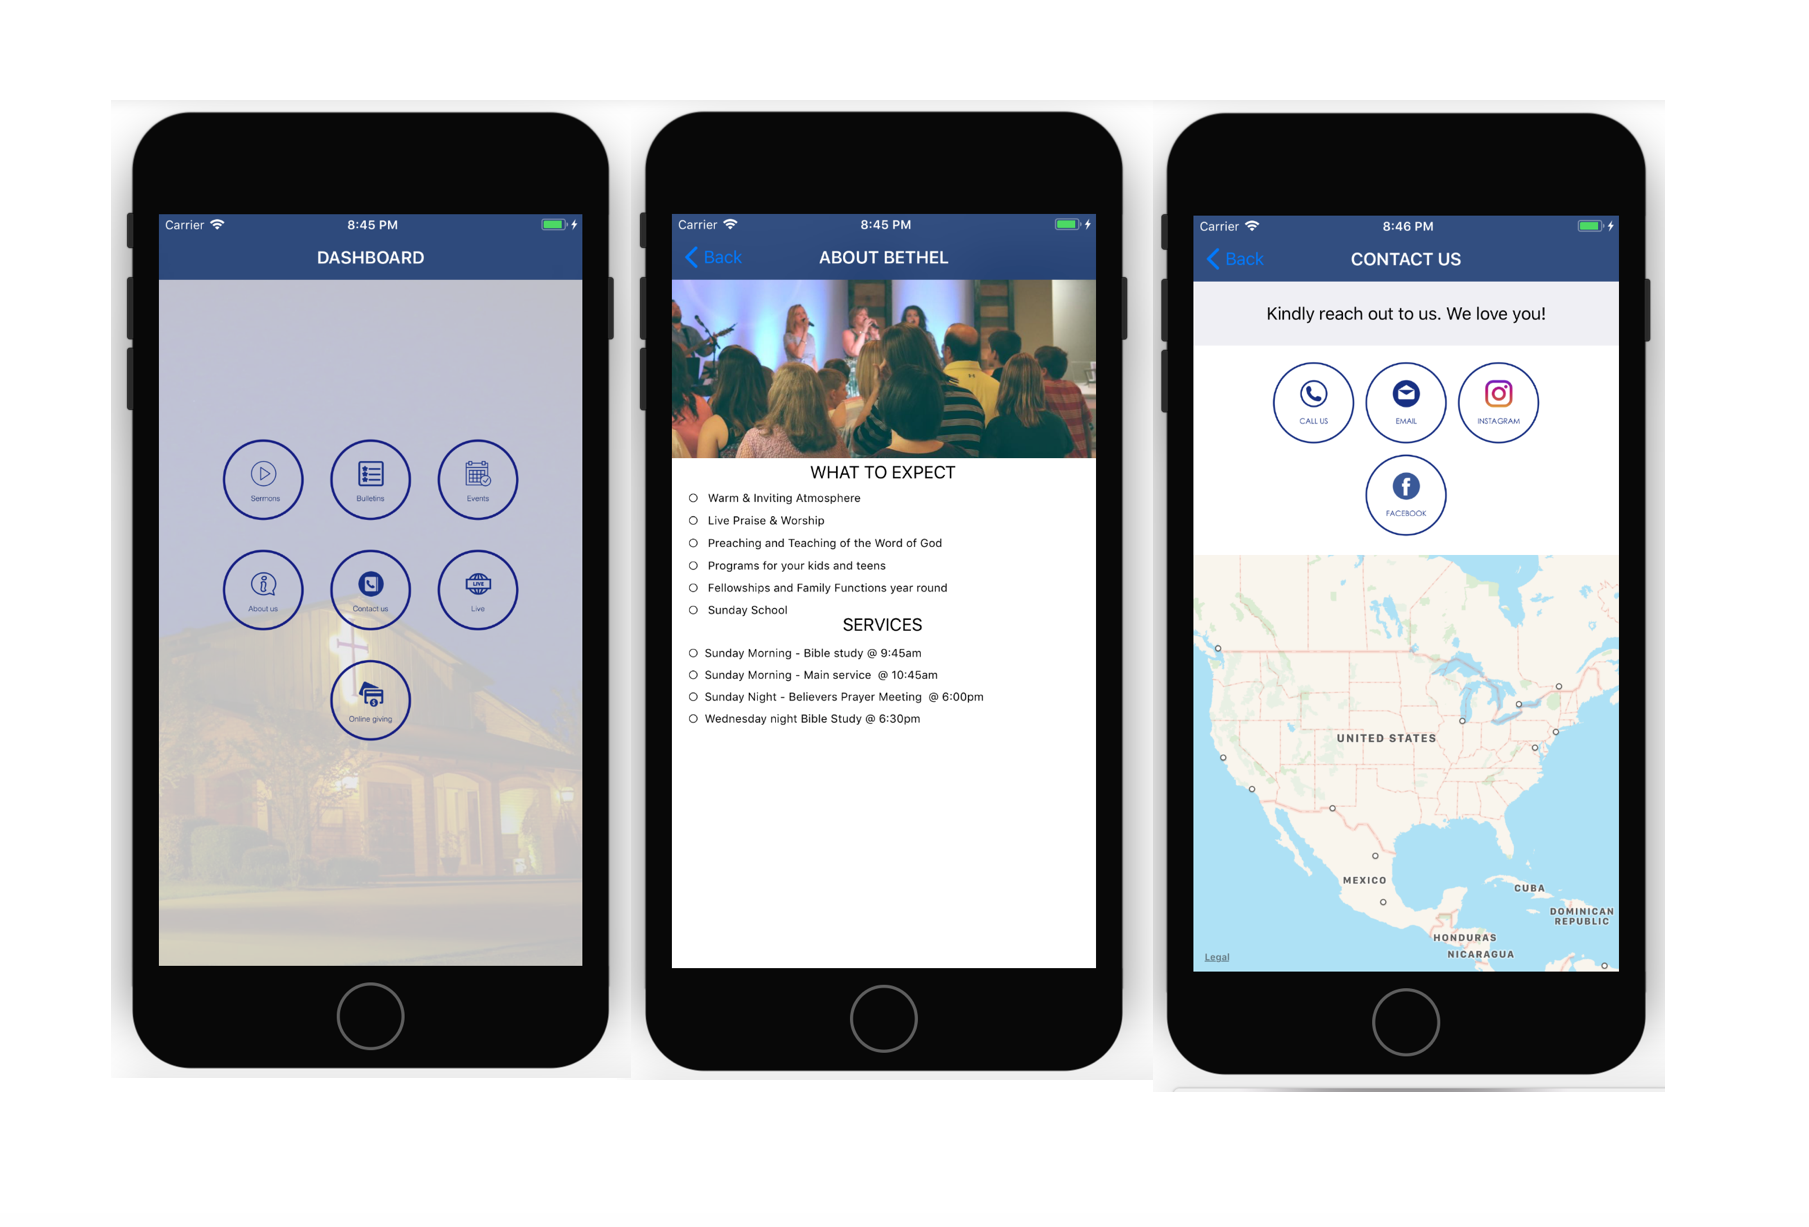 Carrier 8:45 PM
DASHBOARD
Sermons
Bulletins
Events
About us
Contact us
LIVE
Live
Online giving
Carrier 8:45 PM
Back ABOUT BETHEL
WHAT TO EXPECT
Warm & Inviting Atmosphere
Live Praise & Worship
Preaching and Teaching of the Word of God
Programs for your kids and teens
Fellowships and Family Functions year round
Sunday School
SERVICES
Sunday Morning - Bible study @ 9:45am
Sunday Morning - Main service @ 10:45am
Sunday Night - Believers Prayer Meeting @ 6:00pm
Wednesday night Bible Study @ 6:30pm
Carrier 8:46 PM
Back CONTACT US
Kindly reach out to us. We love you!
CALL US
EMAIL
INSTAGRAM
FACEBOOK
UNITED STATES
MEXICO
CUBA
DOMINICAN
REPUBLIC
HONDURAS
NICARAGUA
Legal